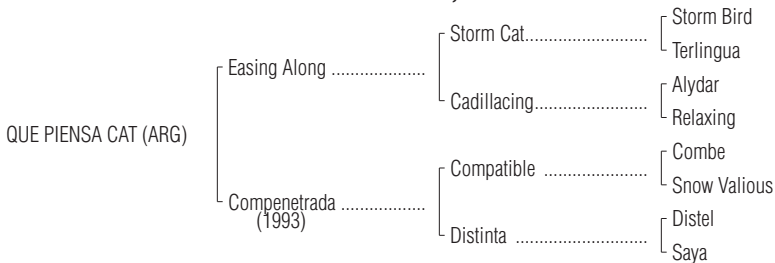 Storm Bird
Storm Cat..........................
Terlingua
Easing Along ....................
Alydar
Cadillacing........................
Relaxing
QUE PIENSA CAT (ARG)
Combe
Compatible ......................
Snow Valious
Compenetrada ..................
(1993)
Distel
Distinta ............................
Saya